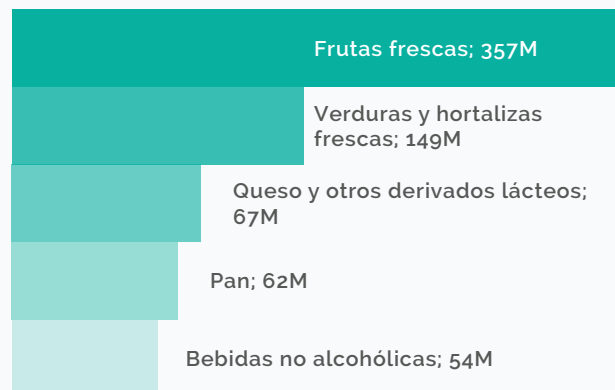 Frutas frescas; 357M
Verduras y hortalizas
frescas; 149M
Queso y otros derivados lácteos;
67M
Pan; 62M
Bebidas no alcohólicas; 54M